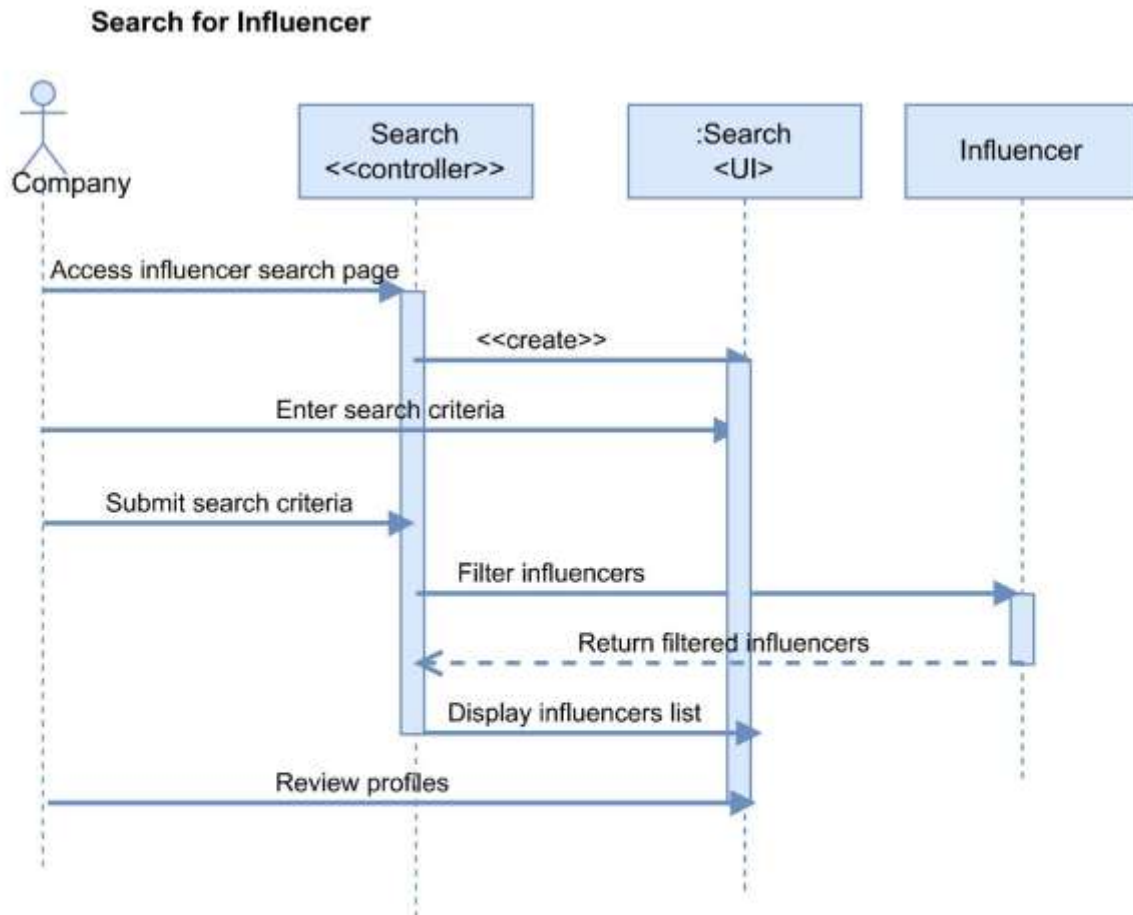 Search for Influencer
Company
Search
<<controller>>
:Search
<UI>
Influencer
Access influencer search page
<<create>>
Enter search criteria
Submit search criteria
Filter influencers
Return filtered influencers
Display influencers list
Review profiles